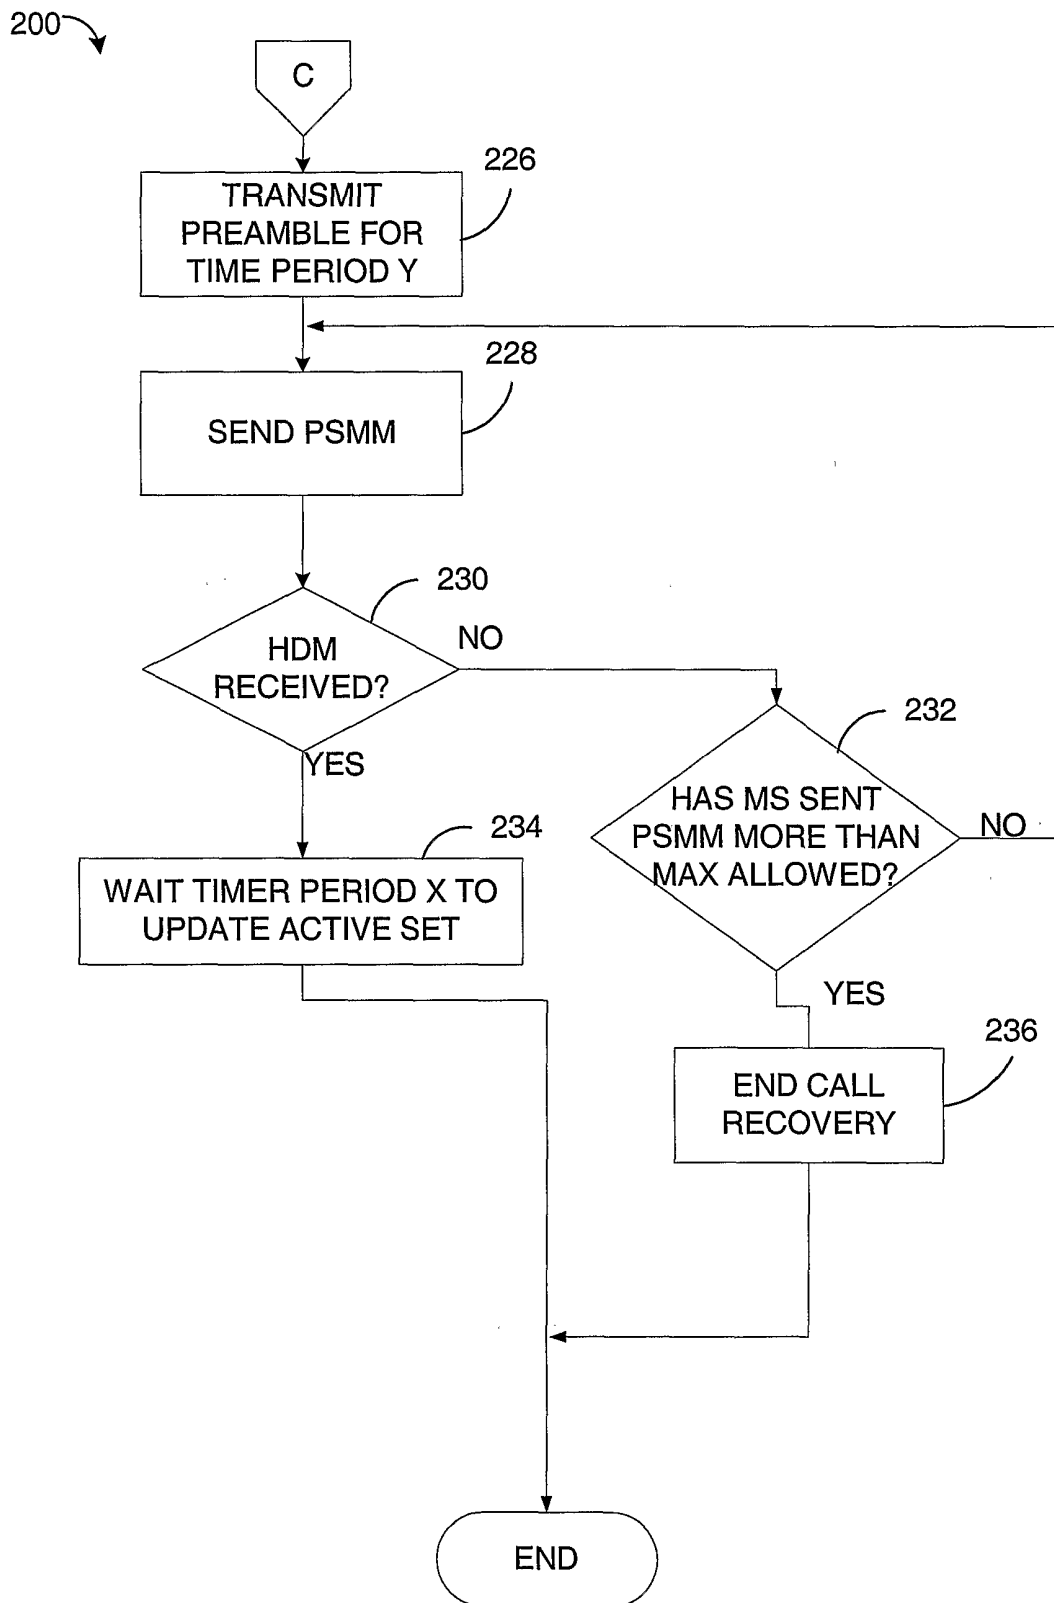 200
C
226
TRANSMIT
PREAMBLE FOR
TIME PERIOD Y
228
SEND PSMM
230
HDM
RECEIVED?
NO
YES
232
HAS MS SENT
PSMM MORE THAN
MAX ALLOWED?
NO
YES
234
WAIT TIMER PERIOD X TO
UPDATE ACTIVE SET
236
END CALL
RECOVERY
END